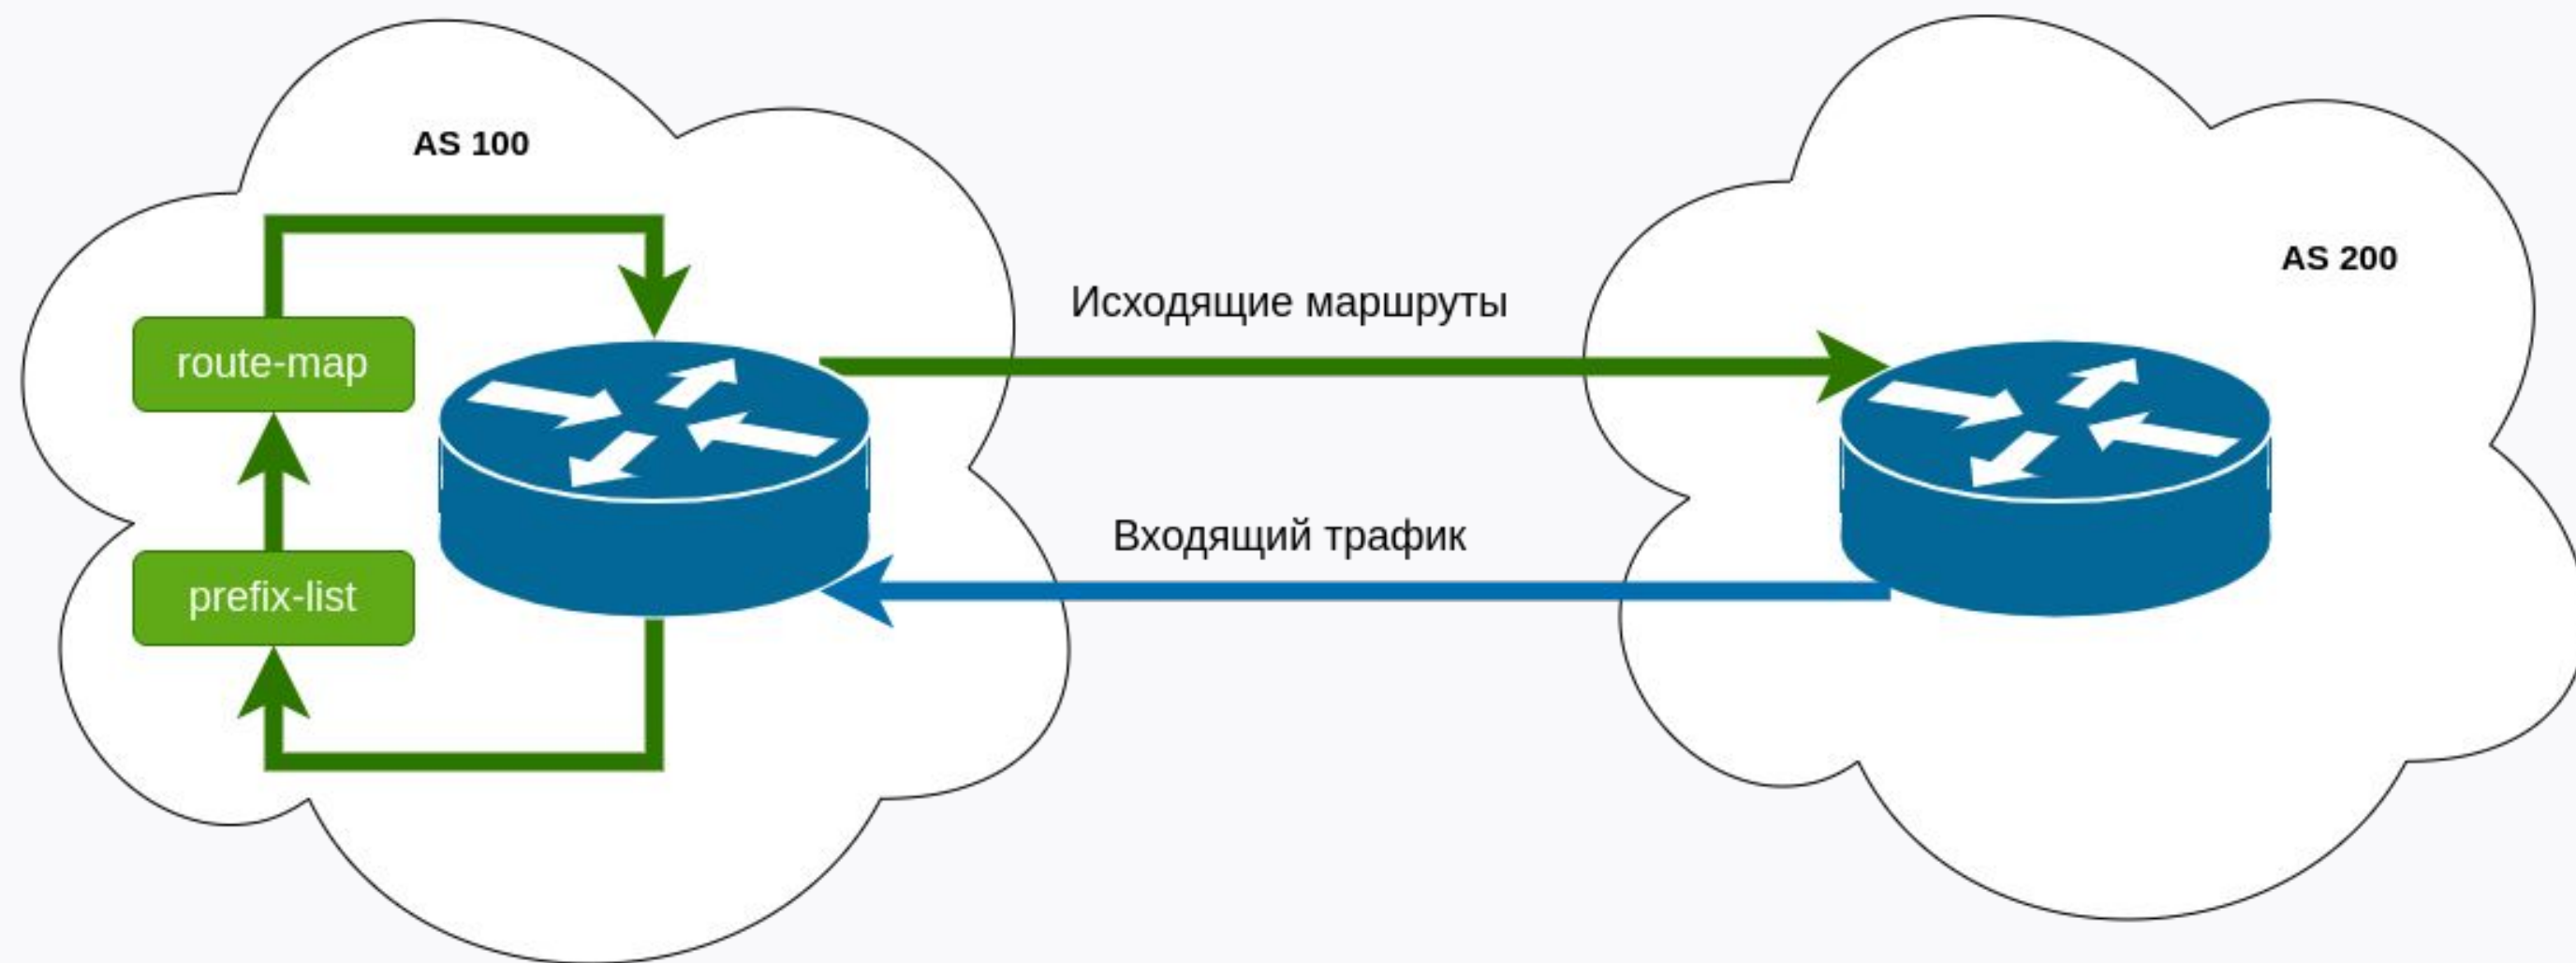 AS 100
AS 200
Исходящие маршруты
route-map
Входящий трафик
prefix-list